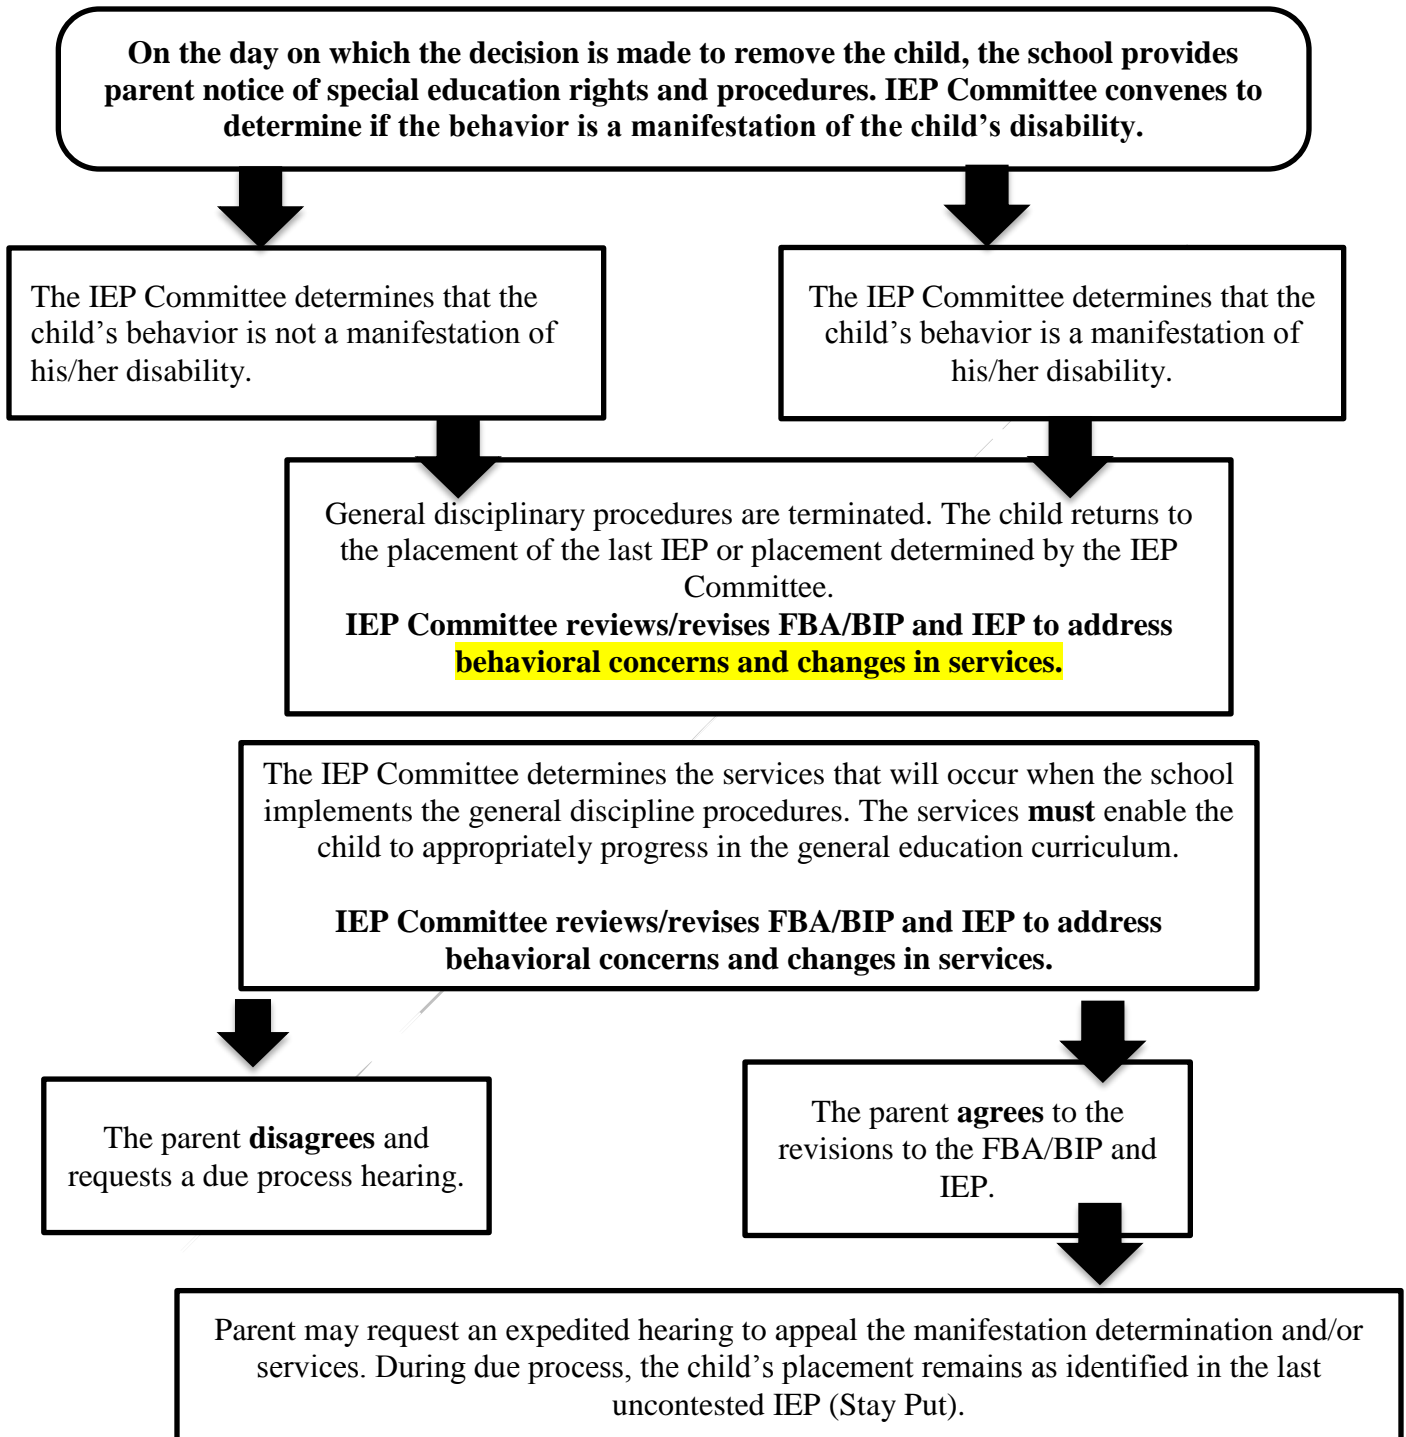 On the day on which the decision is made to remove the child, the school provides
parent notice of special education rights and procedures. IEP Committee convenes to
determine if the behavior is a manifestation of the child’s disability.
The IEP Committee determines that the
child’s behavior is not a manifestation of
his/her disability.
The IEP Committee determines that the
child’s behavior is a manifestation of
his/her disability.
General disciplinary procedures are terminated. The child returns to
the placement of the last IEP or placement determined by the IEP
Committee.
IEP Committee reviews/revises FBA/BIP and IEP to address
behavioral concerns and changes in services.
The IEP Committee determines the services that will occur when the school
implements the general discipline procedures. The services must enable the
child to appropriately progress in the general education curriculum.
IEP Committee reviews/revises FBA/BIP and IEP to address
behavioral concerns and changes in services.
The parent disagrees and
requests a due process hearing.
The parent agrees to the
revisions to the FBA/BIP and
IEP.
Parent may request an expedited hearing to appeal the manifestation determination and/or
services. During due process, the child’s placement remains as identified in the last
uncontested IEP (Stay Put).